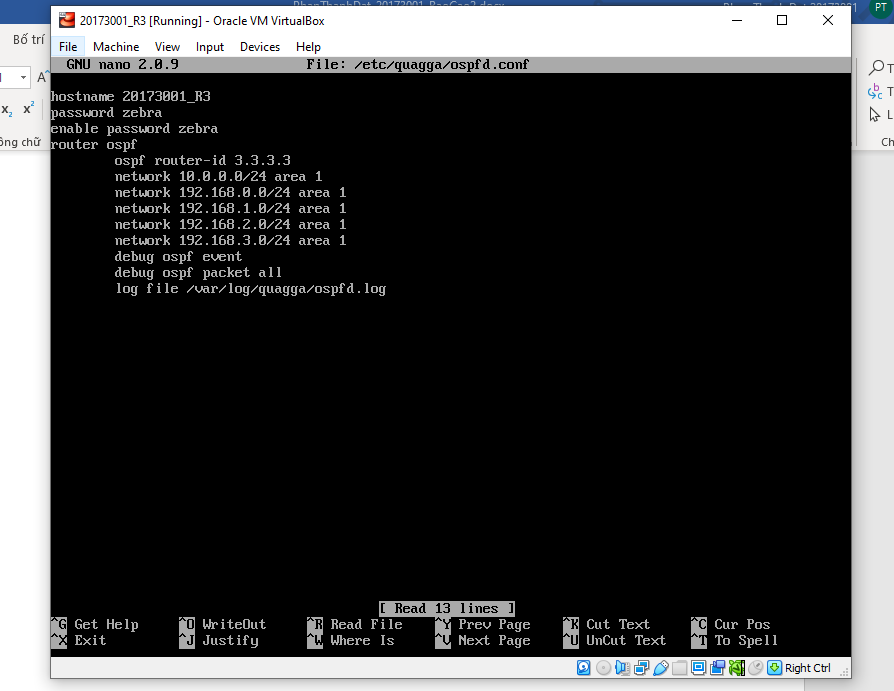 20173001_R3 [Running] - Oracle VM VirtualBox
PT
Bố trí
File Machine View Input Devices Help
GNU nano 2.0.9 File: /etc/quagga/ospfd.conf
hostname 20173001_R3
password zebra
enable password zebra
router ospf
ospf router-id 3.3.3.3
network 10.0.0.0/24 area 1
network 192.168.0.0/24 area 1
network 192.168.1.0/24 area 1
network 192.168.2.0/24 area 1
network 192.168.3.0/24 area 1
debug ospf event
debug ospf packet all
log file /var/log/quagga/ospfd.log
[ Read 13 lines ]
^G Get Help ^O WriteOut ^R Read File ^Y Prev Page ^K Cut Text ^C Cur Pos
^X Exit ^J Justify ^W Where Is ^V Next Page ^U UnCut Text ^T To Spell
Right Ctrl